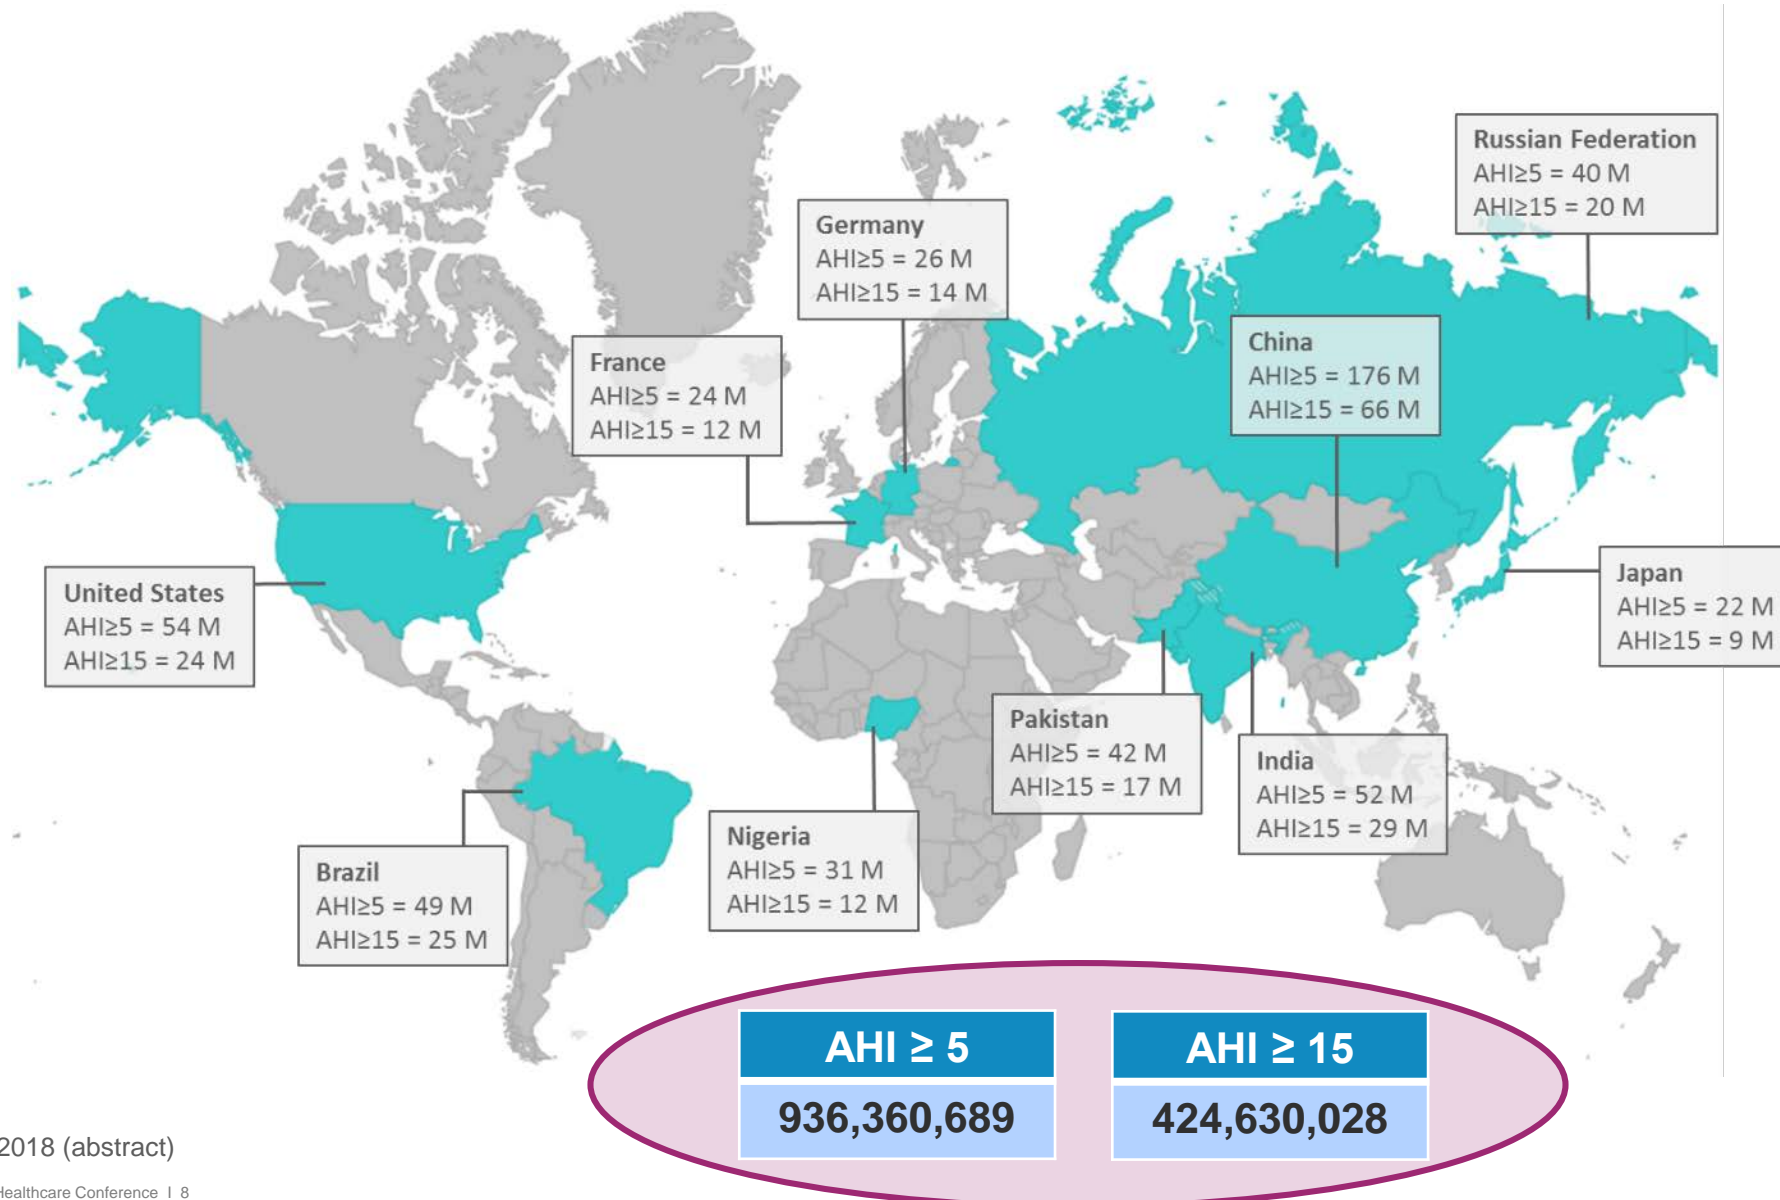 Russian Federation
AHI≥5 = 40 M
AHI≥15 = 20 M
Germany
AHI≥5 = 26 M
AHI≥15 = 14 M
China
AHI≥5 = 176 M
AHI≥15 = 66 M
France
AHI≥5 = 24 M
AHI≥15 = 12 M
United States
AHI≥5 = 54 M
AHI≥15 = 24 M
Japan
AHI≥5 = 22 M
AHI≥15 = 9 M
Pakistan
AHI≥5 = 42 M
AHI≥15 = 17 M
India
AHI≥5 = 52 M
AHI≥15 = 29 M
Nigeria
AHI≥5 = 31 M
AHI≥15 = 12 M
Brazil
AHI≥5 = 49 M
AHI≥15 = 25 M
AHI ≥ 5
936,360,689
AHI ≥ 15
424,630,028
2018 (abstract)
Healthcare Conference I 8